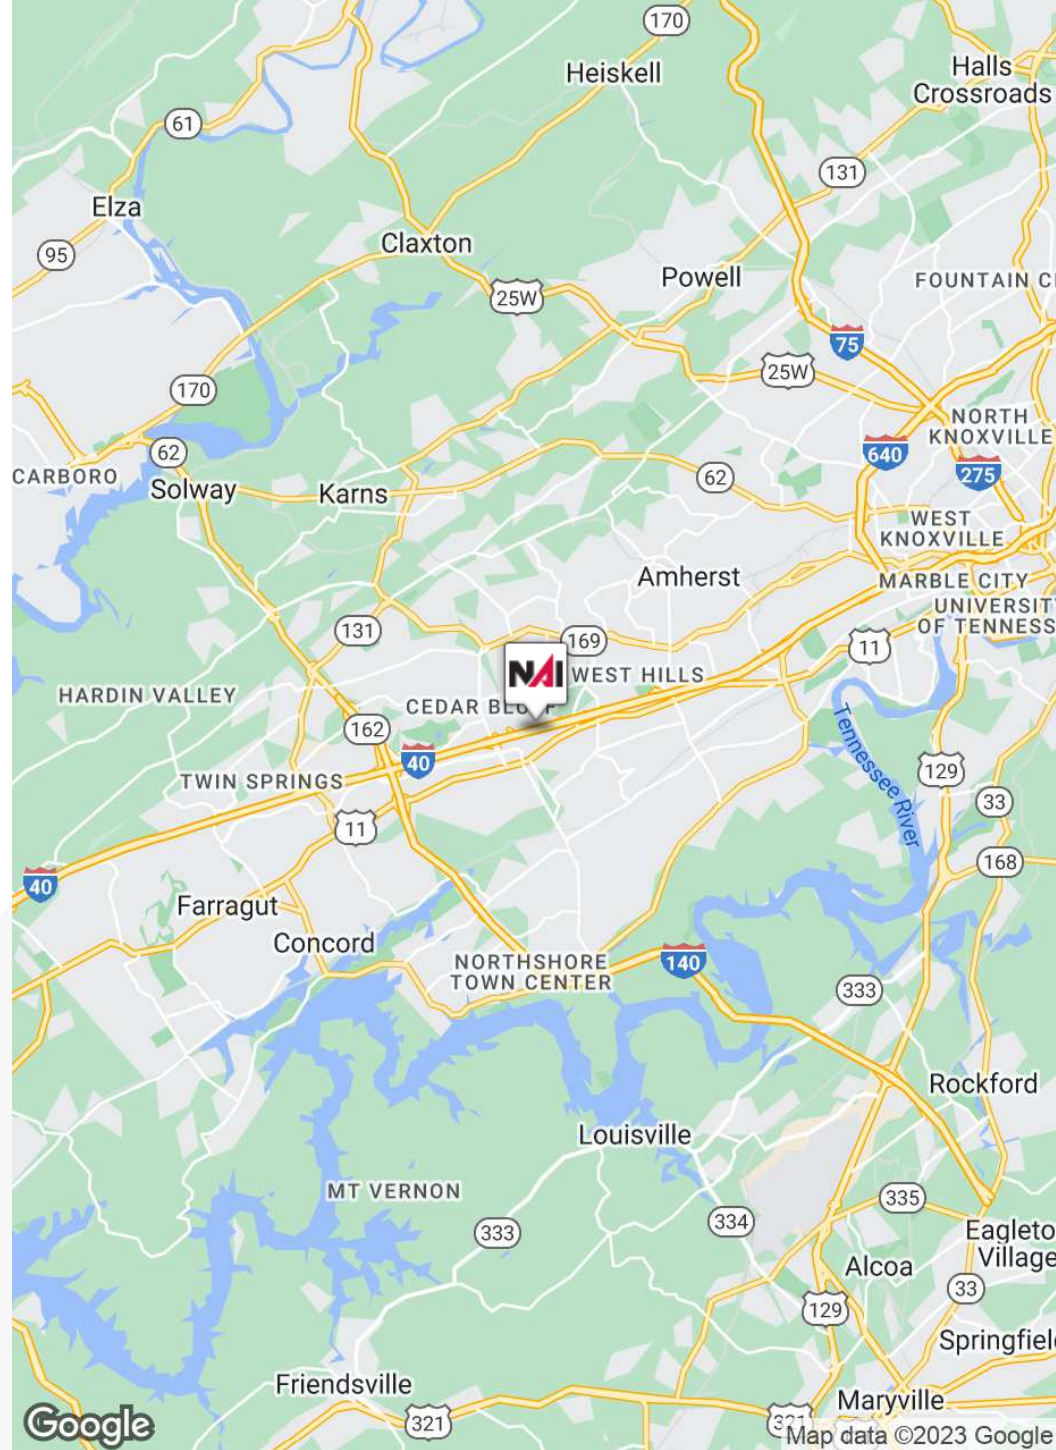 170
Heiskell
Halls
Crossroads
61
131
Elza
Claxton
95
Powell
25W
FOUNTAIN CI
75
25W
170
NORTH
KNOXVILLE
62
640
275
CARBORO
62
Solway
Karns
WEST
KNOXVILLE
Amherst
MARBLE CITY
UNIVERSIT
OF TENNESS
131
169
11
NAI
WEST HILLS
HARDIN VALLEY
CEDAR BLUFF
162
Tennessee River
40
129
TWIN SPRINGS
33
11
168
40
Farragut
Concord
NORTHSHORE
TOWN CENTER
140
333
Rockford
Louisville
MT VERNON
335
334
333
Eagleto
Village
Alcoa
33
129
Springfield
Friendsville
Maryville
321
321
Google
Map data ©2023 Google